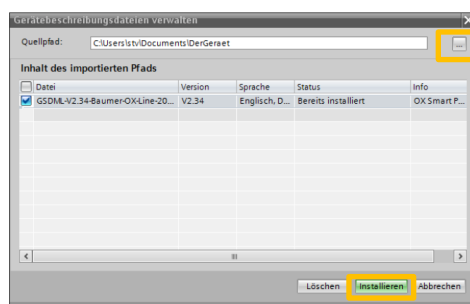 Gerätebeschreibungsdateien verwalten
Quellpfad: C:\Users\stv\Documents\DerGeraet ...
Inhalt des importierten Pfads
Datei Version Sprache Status Info
GSDML-V2.34-Baumer-OX-Line-20... V2.34 Englisch, D... Bereits installiert OX Smart P...
Löschen Installieren Abbrechen